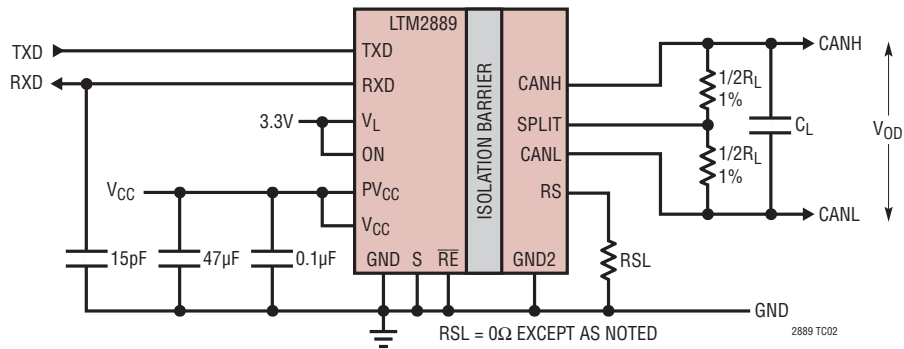 LTM2889
TXD
TXD
RXD
RXD
3.3V
VL
ON
VCC
PVCC
VCC
15pF
47µF
0.1µF
GND
S
RE
ISOLATION BARRIER
CANH
SPLIT
CANL
RS
GND2
RSL
CANH
1/2RL
1%
1/2RL
1%
CL
VOD
CANL
GND
RSL = 0Ω EXCEPT AS NOTED
2889 TC02